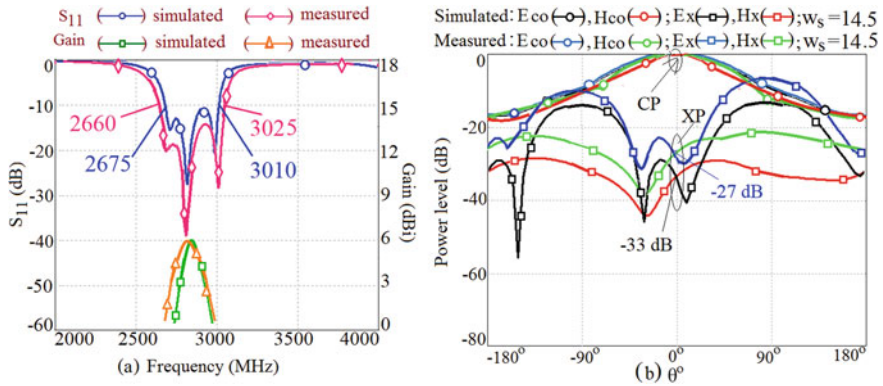 S11 simulated measured
Gain simulated measured
0
-10
-20
-30
-40
-50
-60
S11 (dB)
2660
2675
3025
3010
18
15
12
9
6
3
0
Gain (dBi)
2000 2500 3000 3500 4000
(a) Frequency (MHz)
Simulated: Eco( ), Hco( ); Ex( ), Hx( ); ws = 14.5
Measured: Eco( ), Hco( ); Ex( ), Hx( ); ws = 14.5
0
-20
-40
-60
-80
Power level (dB)
CP
XP
-27 dB
-33 dB
-180° -90° 0° 90° 180°
(b) θ°